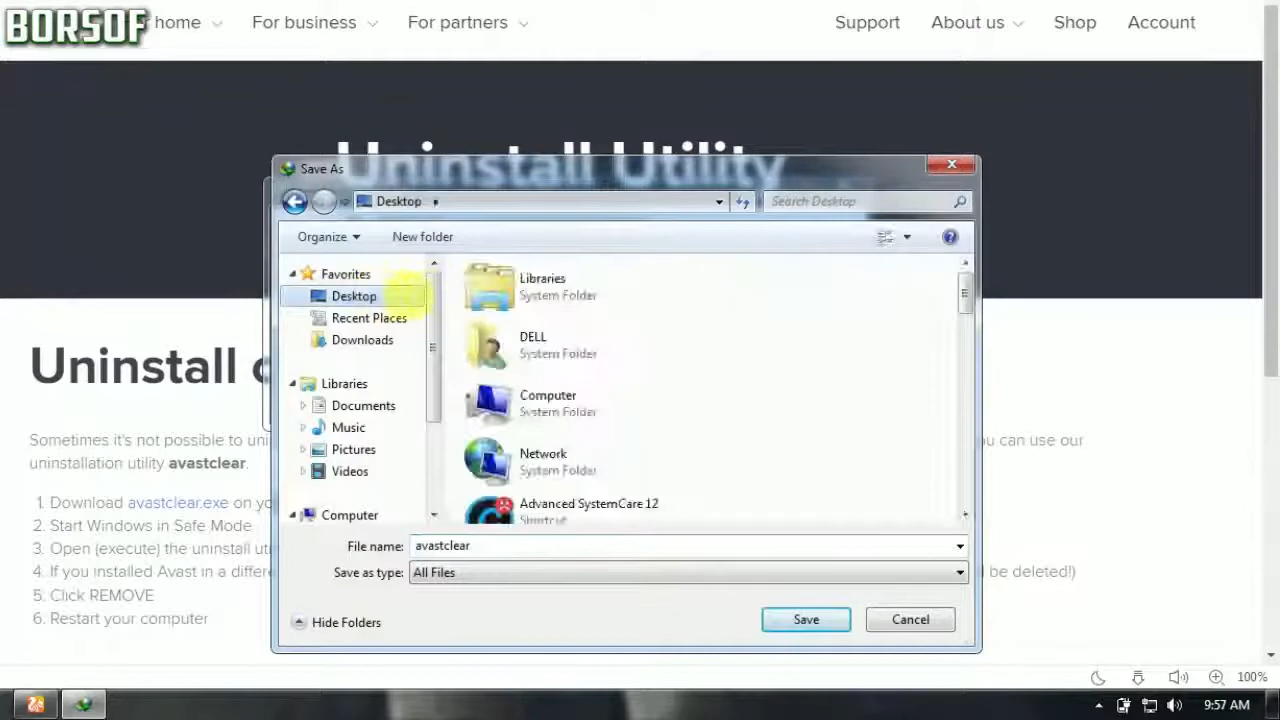 BORSOF
home
For business
For partners
Support
About us
Shop
Account
Uninstall Utility
Save As
Desktop
Search Desktop
Organize
New folder
Favorites
Desktop
Recent Places
Downloads
Libraries
Documents
Music
Pictures
Videos
Computer
Libraries
System Folder
DELL
System Folder
Computer
System Folder
Network
System Folder
Advanced SystemCare 12
Shortcut
File name:
avastclear
Save as type:
All Files
Hide Folders
Save
Cancel
Uninstall
Sometimes it's not possible to uni
ou can use our
uninstallation utility avastclear.
1. Download avastclear.exe on yo
2. Start Windows in Safe Mode
3. Open (execute) the uninstall uti
4. If you installed Avast in a differe
be deleted!)
5. Click REMOVE
6. Restart your computer
100%
9:57 AM